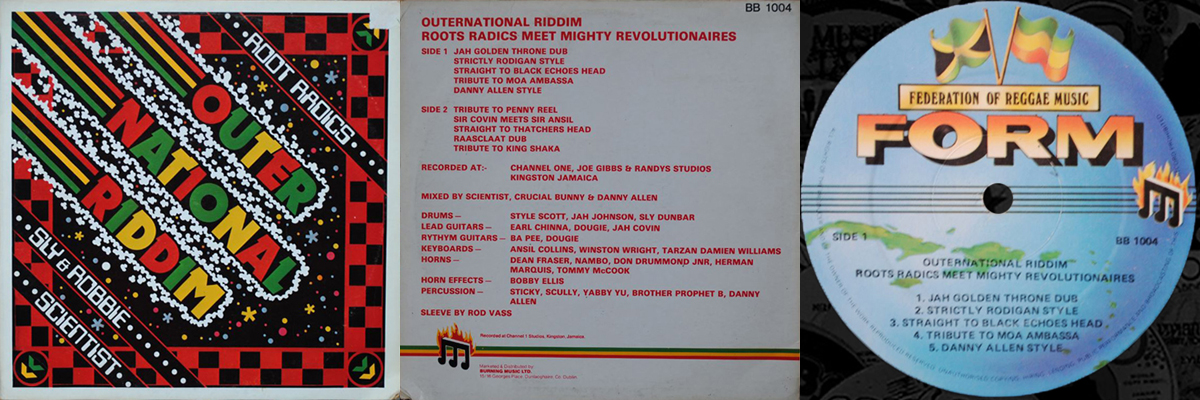 ROOT RADICS
OUTER
NATIONAL
RIDDIM
SLY & ROBBIE
SCIENTIST
BB 1004
OUTERNATIONAL RIDDIM
ROOTS RADICS MEET MIGHTY REVOLUTIONAIRES
SIDE 1 JAH GOLDEN THRONE DUB
STRICTLY RODIGAN STYLE
STRAIGHT TO BLACK ECHOES HEAD
TRIBUTE TO MOA AMBASSA
DANNY ALLEN STYLE
SIDE 2 TRIBUTE TO PENNY REEL
SIR COVIN MEETS SIR ANSIL
STRAIGHT TO THATCHERS HEAD
RAASCLAAT DUB
TRIBUTE TO KING SHAKA
RECORDED AT:- CHANNEL ONE, JOE GIBBS & RANDYS STUDIOS
KINGSTON JAMAICA
MIXED BY SCIENTIST, CRUCIAL BUNNY & DANNY ALLEN
DRUMS — STYLE SCOTT, JAH JOHNSON, SLY DUNBAR
LEAD GUITARS — EARL CHINNA, DOUGIE, JAH COVIN
RYTHYM GUITARS — BA PEE, DOUGIE
KEYBOARDS — ANSIL COLLINS, WINSTON WRIGHT, TARZAN DAMIEN WILLIAMS
HORNS — DEAN FRASER, NAMBO, DON DRUMMOND JNR, HERMAN
MARQUIS, TOMMY McCOOK
HORN EFFECTS — BOBBY ELLIS
PERCUSSION — STICKY, SCULLY, YABBY YU, BROTHER PROPHET B, DANNY
ALLEN
SLEEVE BY ROD VASS
Recorded at Channel 1 Studios, Kingston, Jamaica.
Distributed by:
BURNING MUSIC LTD.
FEDERATION OF REGGAE MUSIC
FORM
SIDE 1
BB 1004
OUTERNATIONAL RIDDIM
ROOTS RADICS MEET MIGHTY REVOLUTIONAIRES
1. JAH GOLDEN THRONE DUB
2. STRICTLY RODIGAN STYLE
3. STRAIGHT TO BLACK ECHOES HEAD
4. TRIBUTE TO MOA AMBASSA
5. DANNY ALLEN STYLE